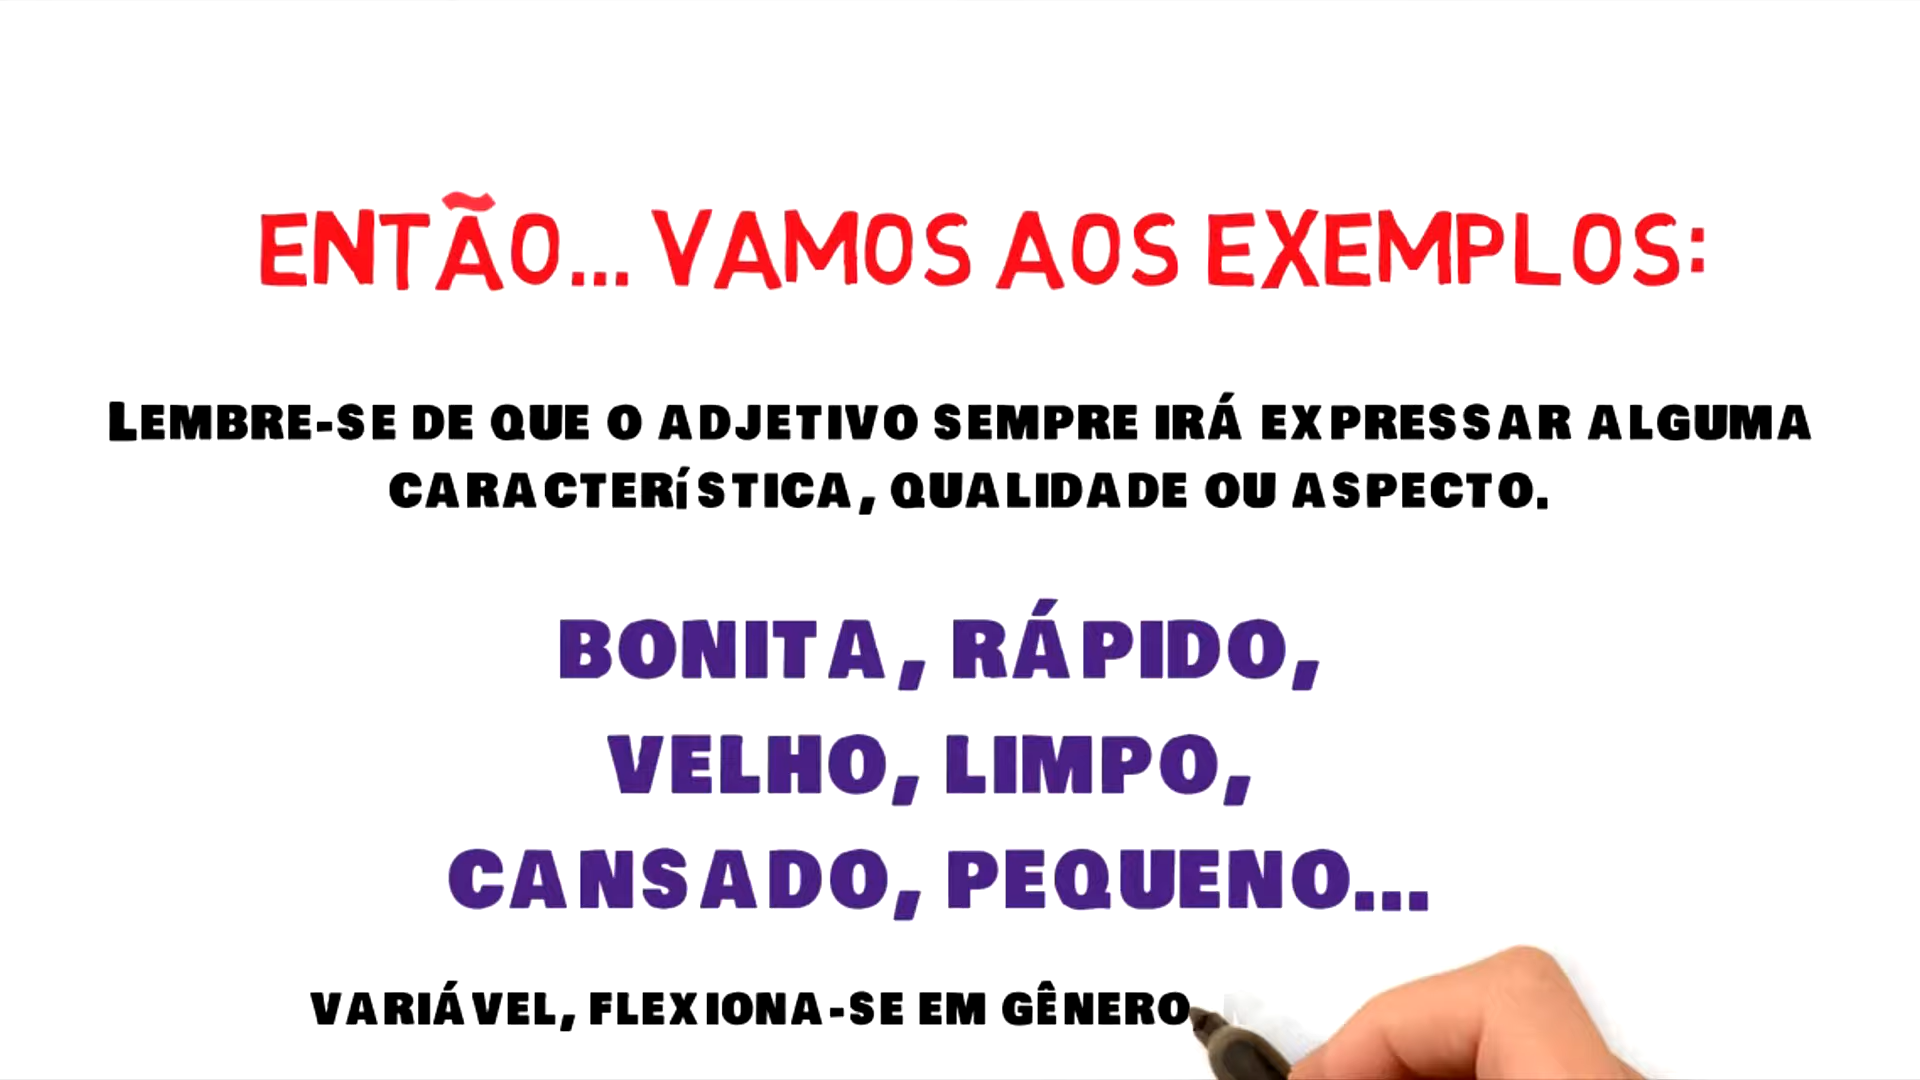 ENTÃO... VAMOS AOS EXEMPLOS:
LEMBRE-SE DE QUE O ADJETIVO SEMPRE IRÁ EXPRESSAR ALGUMA
CARACTERíSTICA, QUALIDADE OU ASPECTO.
BONITA, RÁPIDO,
VELHO, LIMPO,
CANSADO, PEQUENO...
VARIÁVEL, FLEXIONA-SE EM GÊNERO